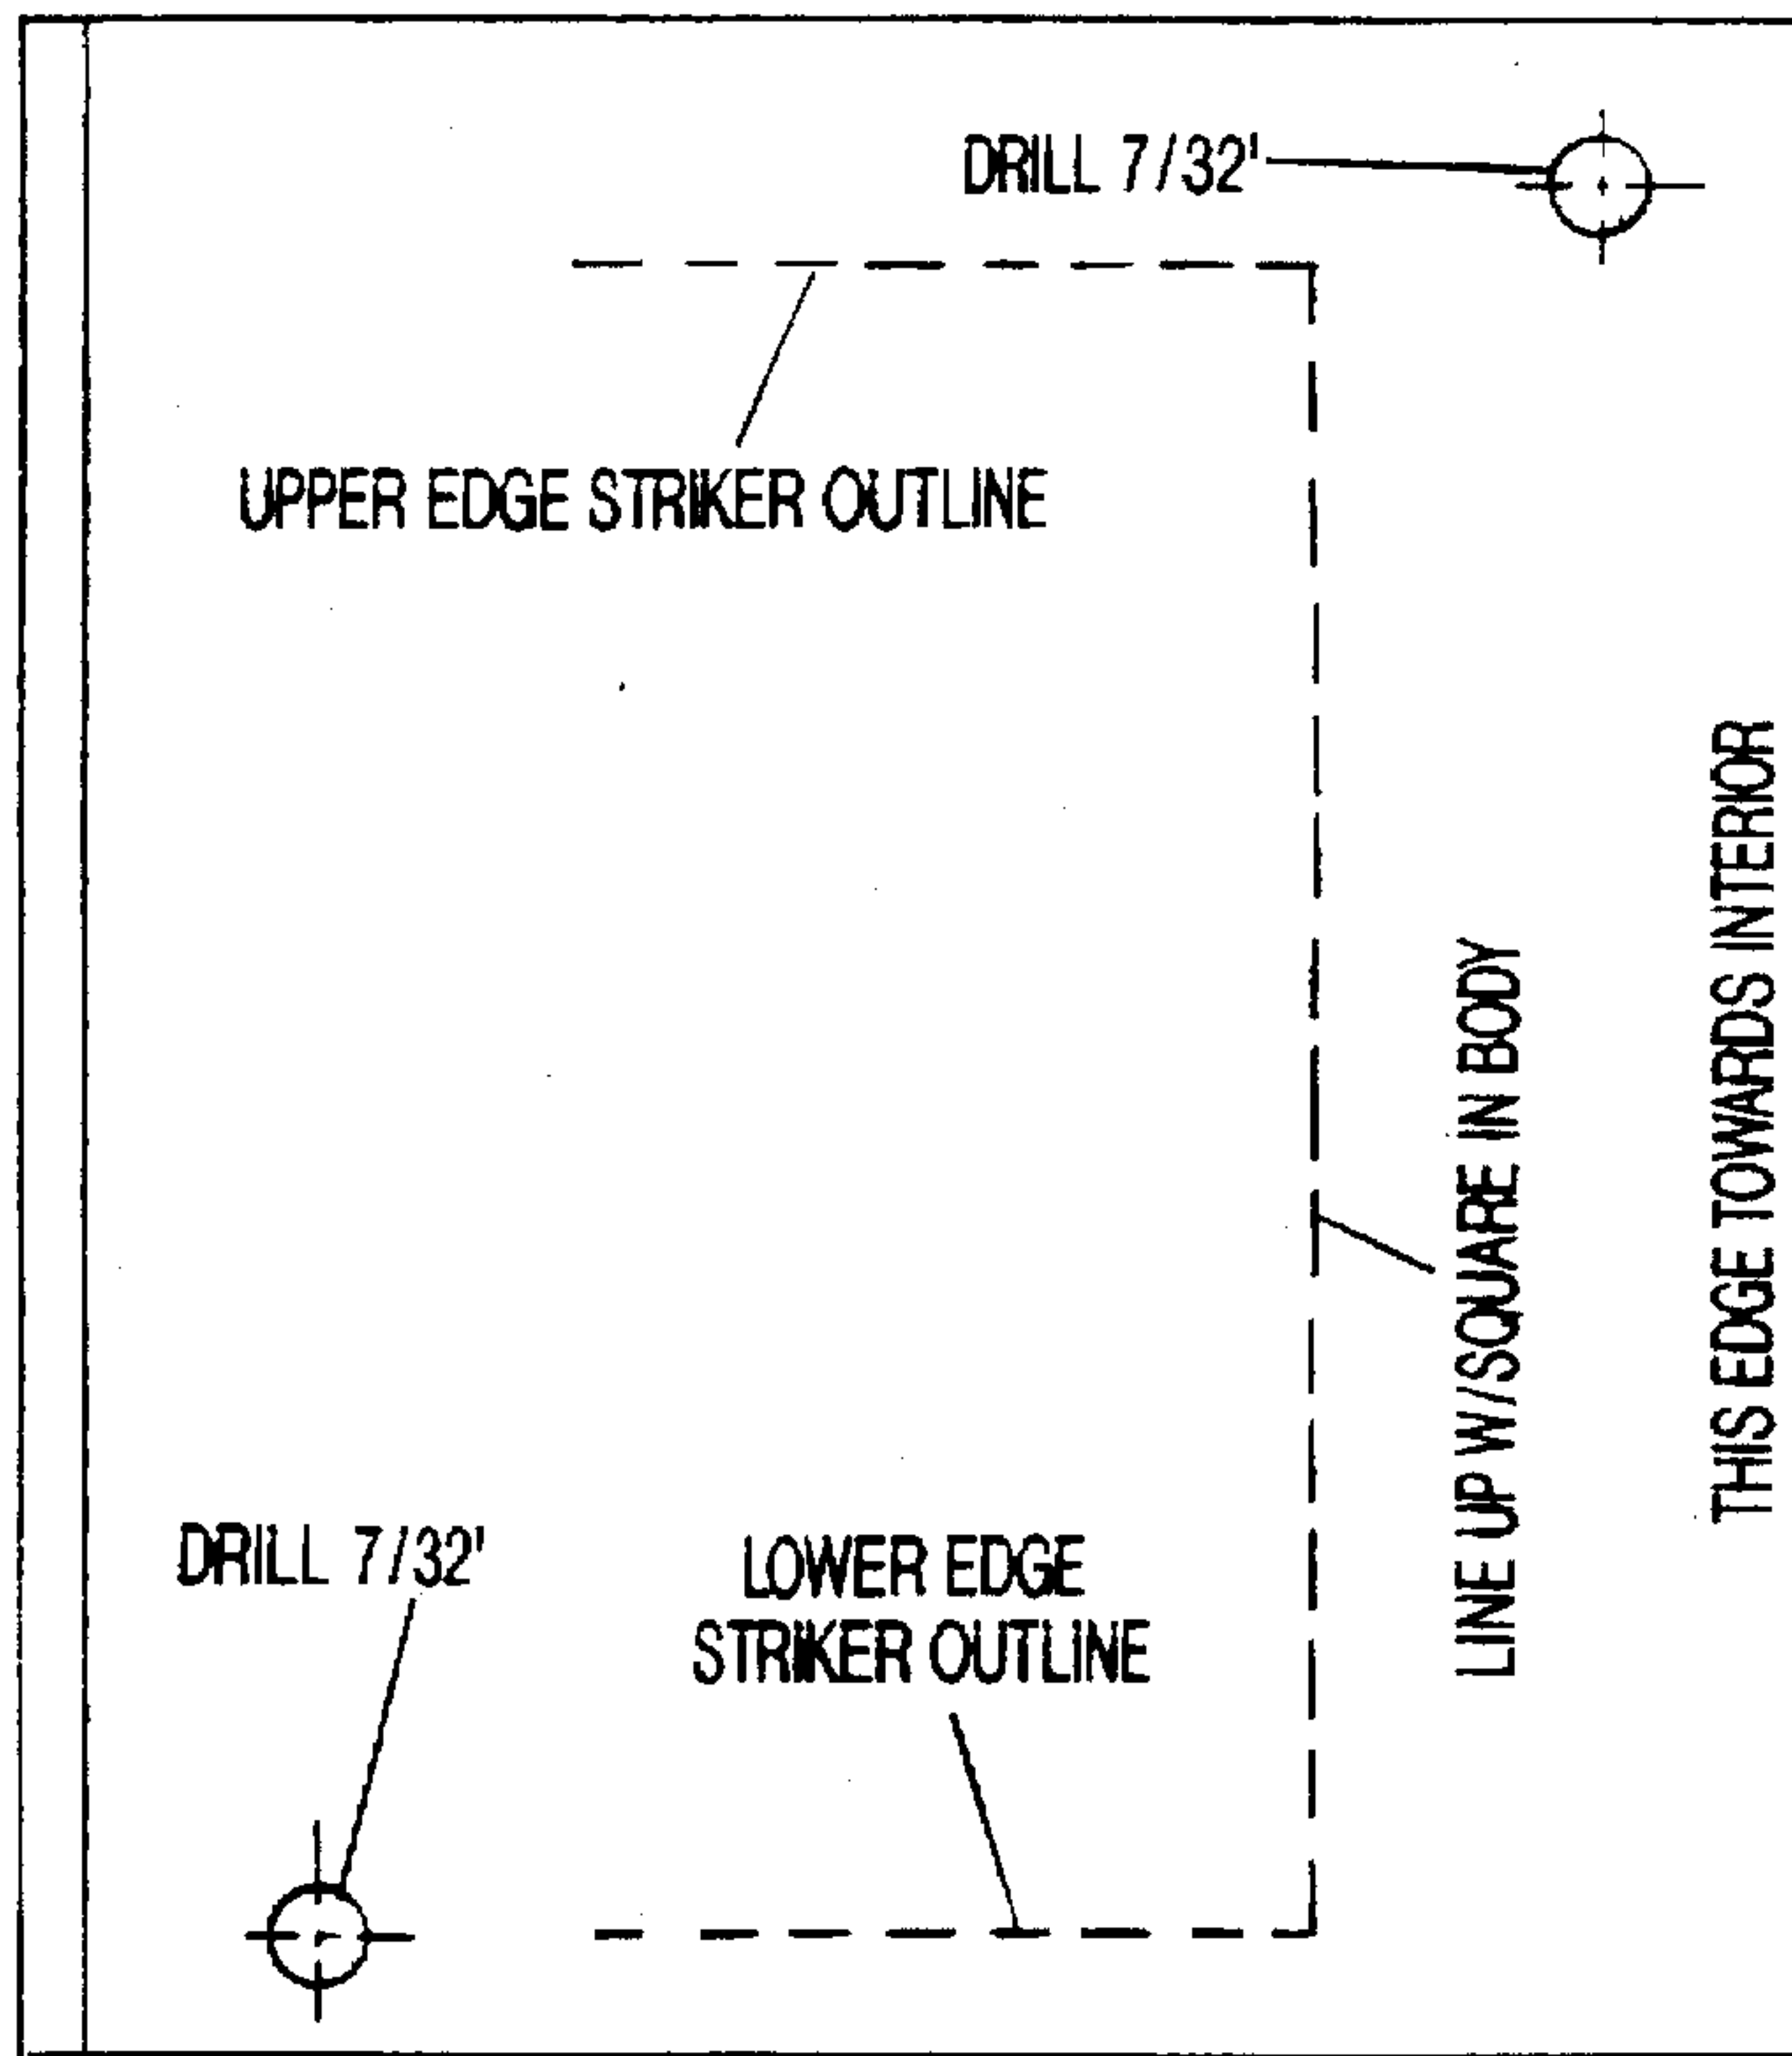 DRILL 7/32"
UPPER EDGE STRIKER OUTLINE
THIS EDGE TOWARDS INTERIOR
LINE UP W/SQUARE IN BODY
DRILL 7/32'
LOWER EDGE
STRIKER OUTLINE